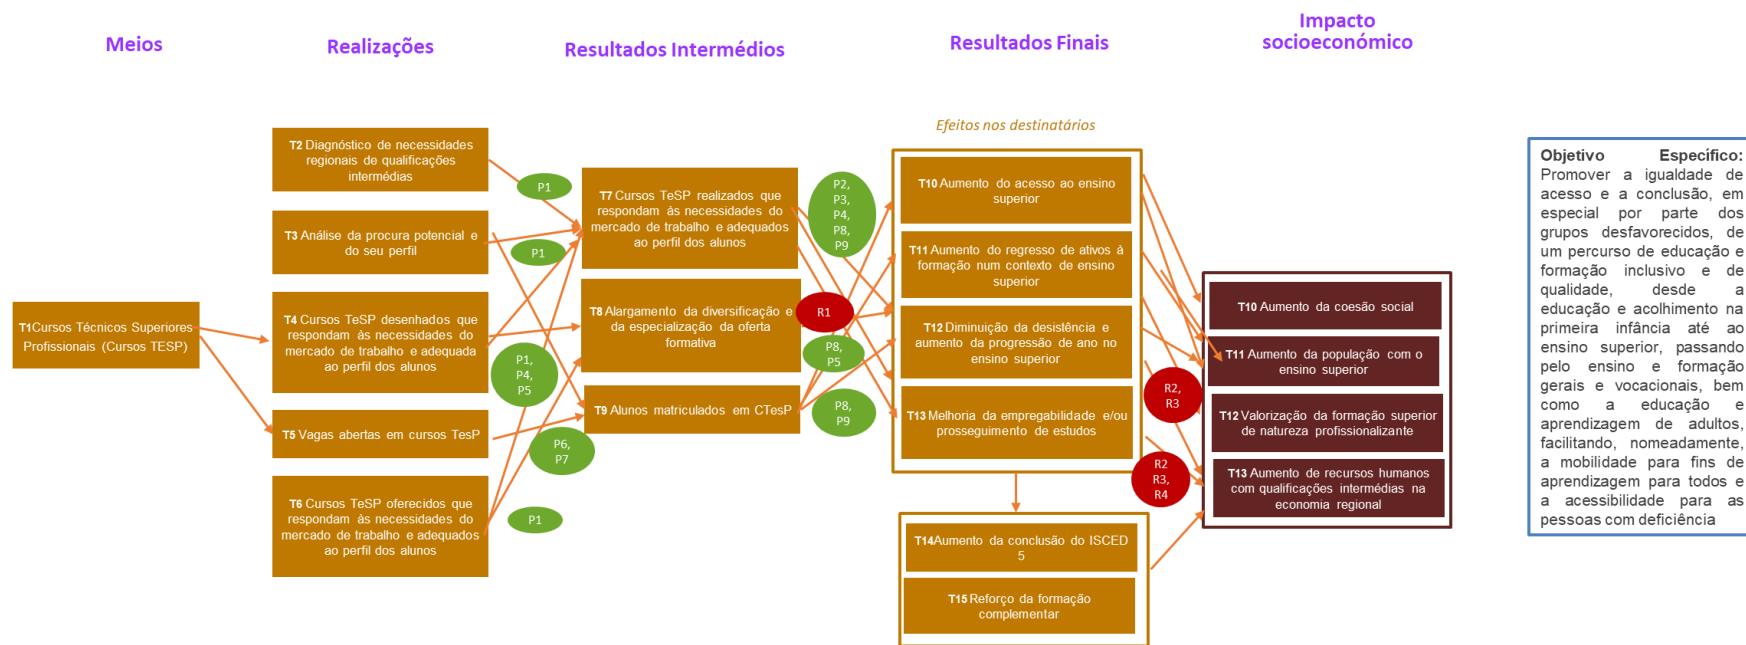 Meios
Realizações
Resultados Intermédios
Resultados Finais
Impacto
socioeconómico
Efeitos nos destinatários
T1Cursos Técnicos Superiores
Profissionais (Cursos TESP)
T2 Diagnóstico de necessidades
regionais de qualificações
intermédias
T3 Análise da procura potencial e
do seu perfil
T4 Cursos TeSP desenhados que
respondam às necessidades do
mercado de trabalho e adequada
ao perfil dos alunos
T5 Vagas abertas em cursos TesP
T6 Cursos TeSP oferecidos que
respondam às necessidades do
mercado de trabalho e adequados
ao perfil dos alunos
P1
P1
P1,
P4,
P5
P6,
P7
P1
T7 Cursos TeSP realizados que
respondam às necessidades do
mercado de trabalho e adequados
ao perfil dos alunos
T8 Alargamento da diversificação e
da especialização da oferta
formativa
T9 Alunos matriculados em CTesP
P2,
P3,
P4,
P8,
P9
R1
P8,
P5
P8,
P9
T10 Aumento do acesso ao ensino
superior
T11 Aumento do regresso de ativos à
formação num contexto de ensino
superior
T12 Diminuição da desistência e
aumento da progressão de ano no
ensino superior
T13 Melhoria da empregabilidade e/ou
prosseguimento de estudos
T14Aumento da conclusão do ISCED
5
T15 Reforço da formação
complementar
R2,
R3
R2
R3,
R4
T10 Aumento da coesão social
T11 Aumento da população com o
ensino superior
T12 Valorização da formação superior
de natureza profissionalizante
T13 Aumento de recursos humanos
com qualificações intermédias na
economia regional
Objetivo Específico:
Promover a igualdade de
acesso e a conclusão, em
especial por parte dos
grupos desfavorecidos, de
um percurso de educação e
formação inclusivo e de
qualidade, desde a
educação e acolhimento na
primeira infância até ao
ensino superior, passando
pelo ensino e formação
gerais e vocacionais, bem
como a educação e
aprendizagem de adultos,
facilitando, nomeadamente,
a mobilidade para fins de
aprendizagem para todos e
a acessibilidade para as
pessoas com deficiência